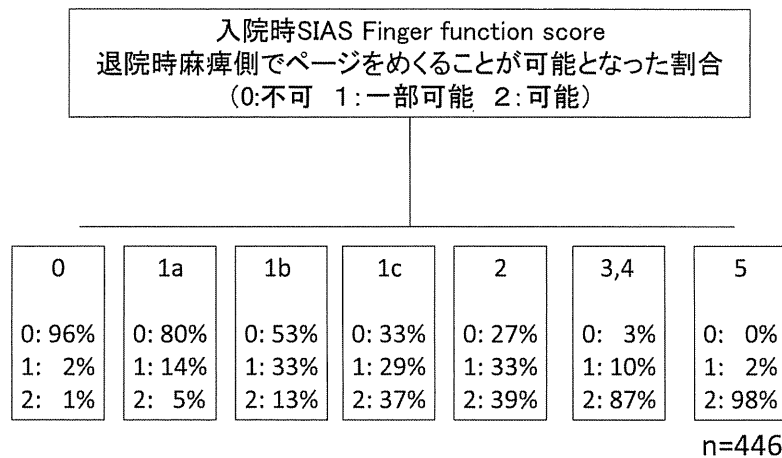 入院時SIAS Finger function score
退院時麻痺側でページをめくることが可能となった割合
(0:不可 1:一部可能 2:可能)
0 1a 1b 1c 2 3,4 5
0: 96% 0: 80% 0: 53% 0: 33% 0: 27% 0: 3% 0: 0%
1: 2% 1: 14% 1: 33% 1: 29% 1: 33% 1: 10% 1: 2%
2: 1% 2: 5% 2: 13% 2: 37% 2: 39% 2: 87% 2: 98%
n=446